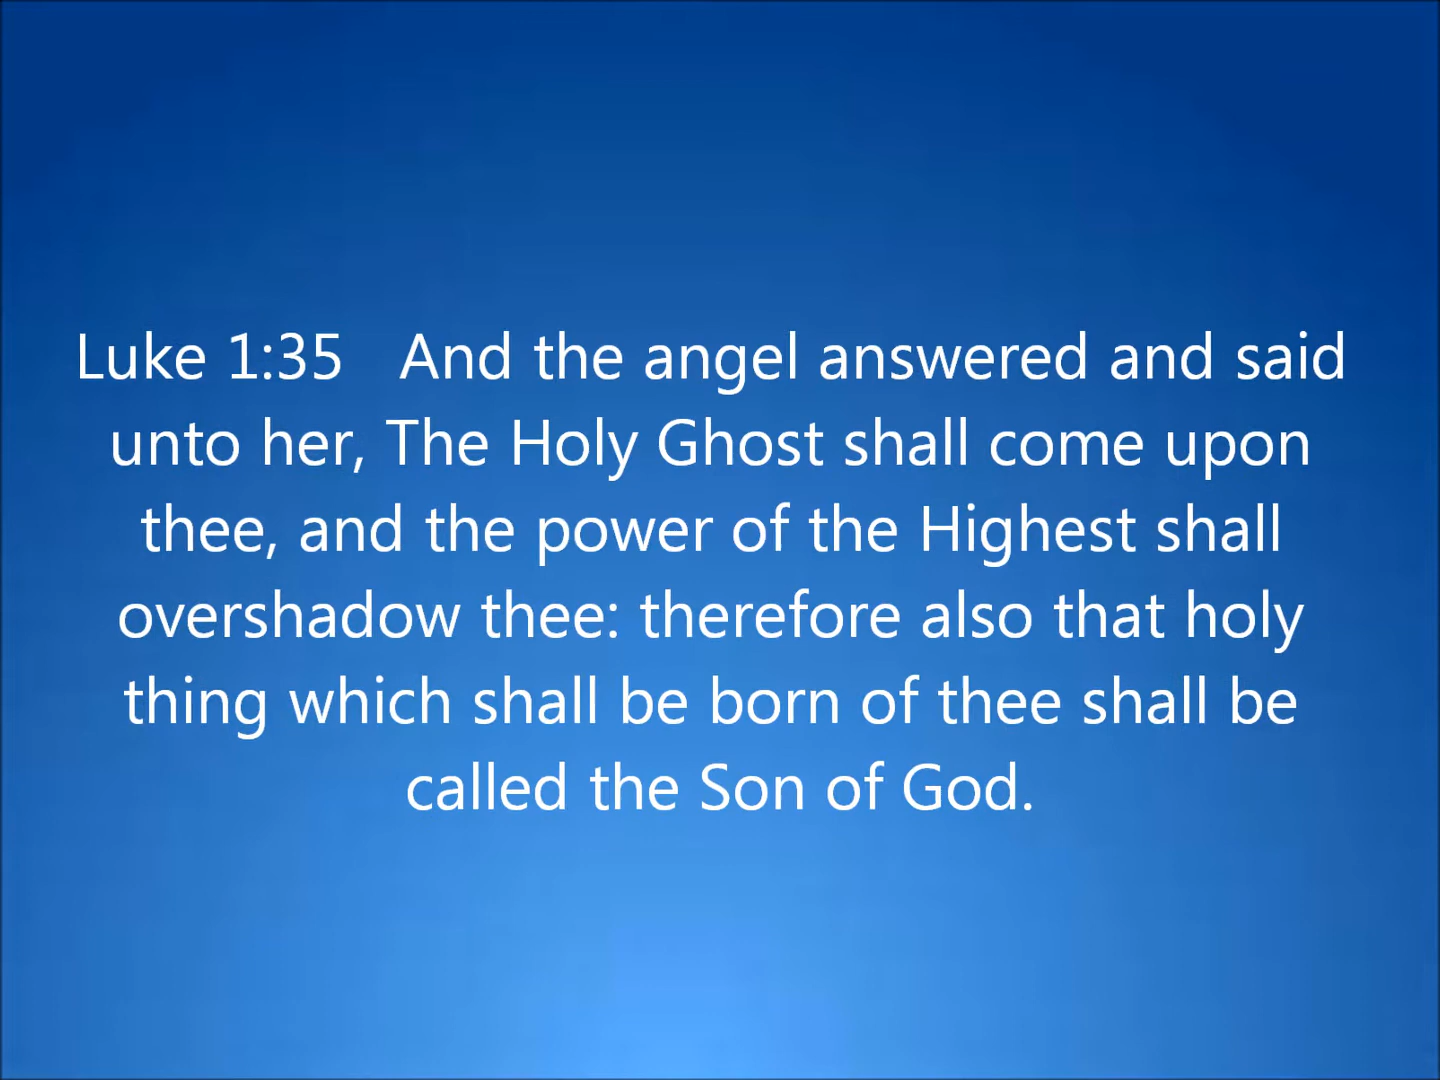 Luke 1:35   And the angel answered and said
unto her, The Holy Ghost shall come upon
thee, and the power of the Highest shall
overshadow thee: therefore also that holy
thing which shall be born of thee shall be
called the Son of God.